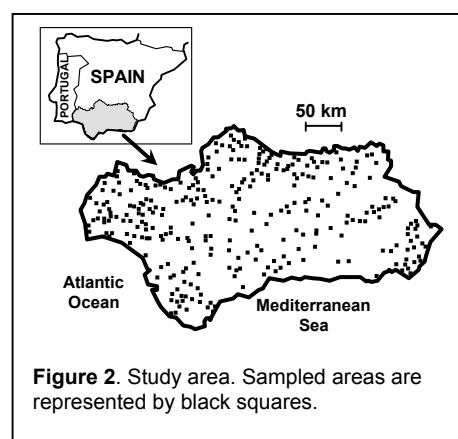 PORTUGAL
SPAIN
50 km
Atlantic
Ocean
Mediterranean
Sea
Figure 2. Study area. Sampled areas are
represented by black squares.